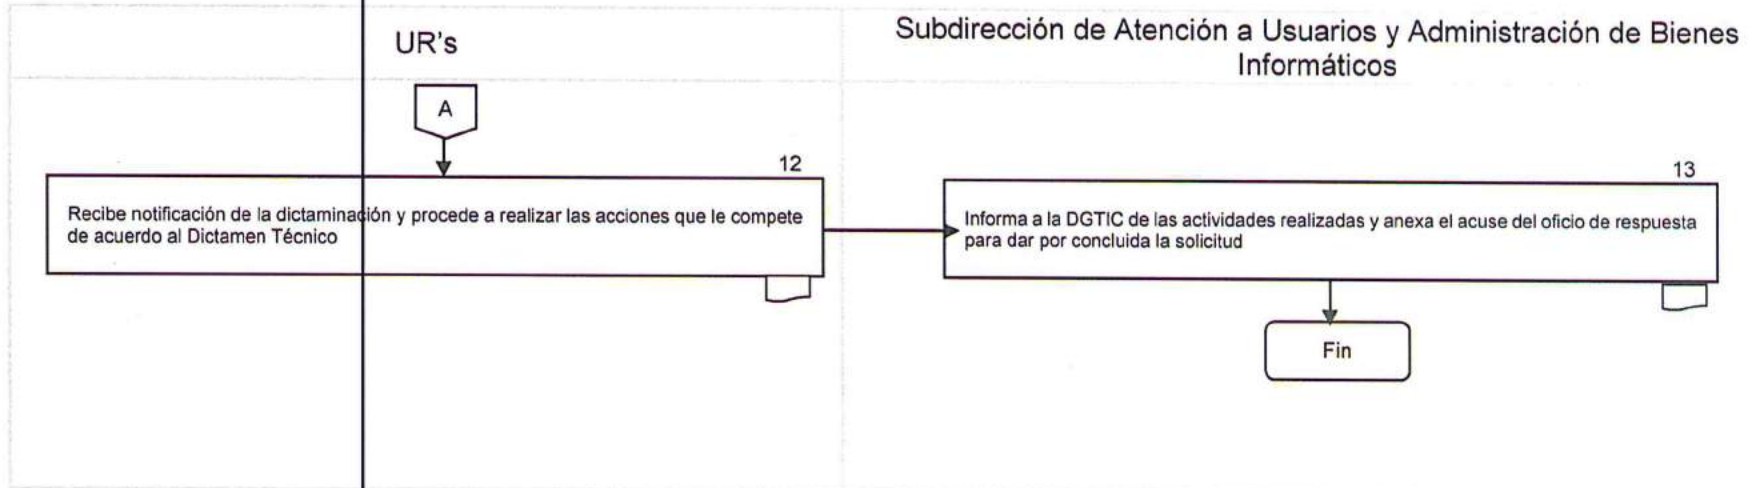 UR's
Subdirección de Atención a Usuarios y Administración de Bienes
Informáticos
A
12
Recibe notificación de la dictaminación y procede a realizar las acciones que le compete
de acuerdo al Dictamen Técnico
13
Informa a la DGTIC de las actividades realizadas y anexa el acuse del oficio de respuesta
para dar por concluida la solicitud
Fin